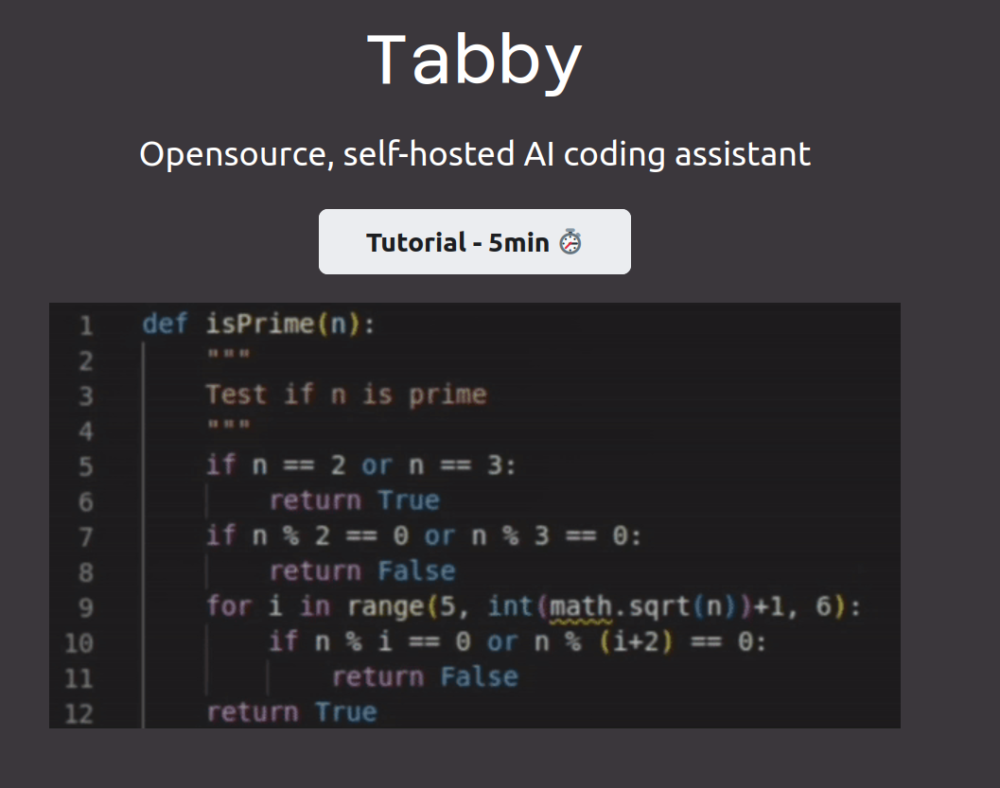 Tabby
Opensource, self-hosted AI coding assistant
Tutorial - 5min ⏱
1 def isPrime(n):
2 """
3 Test if n is prime
4 """
5 if n == 2 or n == 3:
6 return True
7 if n % 2 == 0 or n % 3 == 0:
8 return False
9 for i in range(5, int(math.sqrt(n))+1, 6):
10 if n % i == 0 or n % (i+2) == 0:
11 return False
12 return True